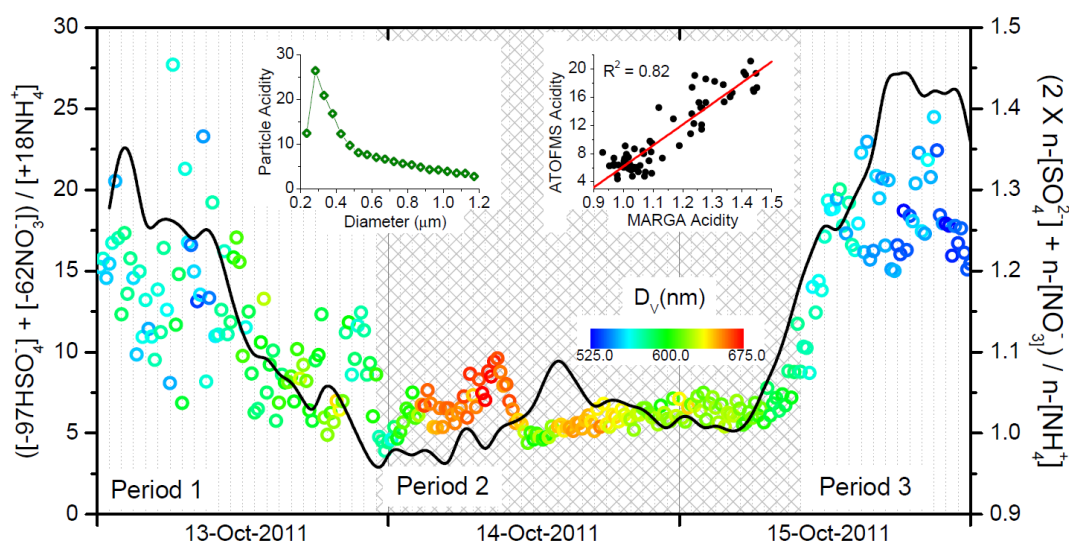 ([-97HSO₄⁻] + [-62NO₃⁻]) / [+18NH₄⁺]
30
25
20
15
10
5
0
Particle Acidity
30
20
10
0
0.2 0.4 0.6 0.8 1.0 1.2
Diameter (μm)
ATOFMS Acidity
20
16
12
8
4
R² = 0.82
0.9 1.0 1.1 1.2 1.3 1.4 1.5
MARGA Acidity
Dᵥ(nm)
525.0 600.0 675.0
Period 1
Period 2
Period 3
13-Oct-2011
14-Oct-2011
15-Oct-2011
1.5
1.4
1.3
1.2
1.1
1.0
0.9
(2 X n-[SO₄²⁻] + n-[NO₃⁻]) / n-[NH₄⁺]